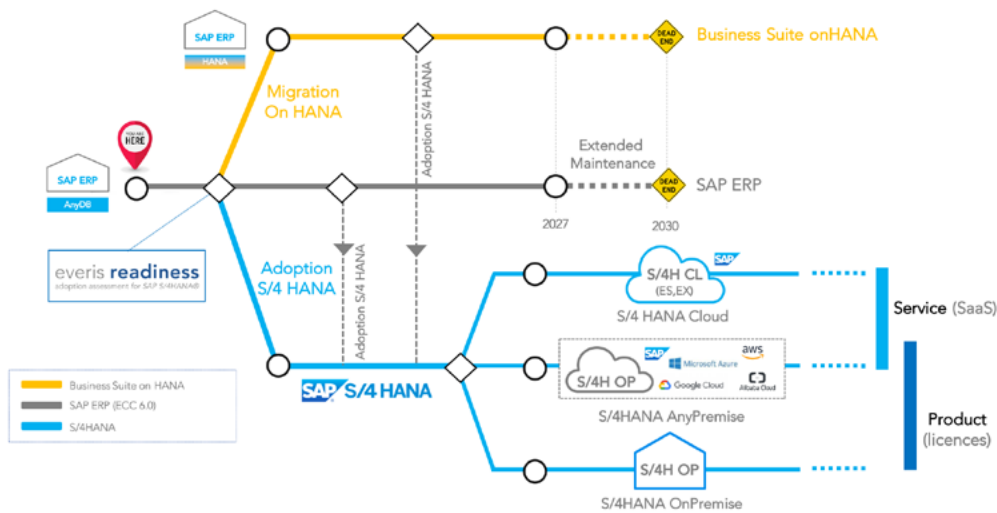 SAP ERP
HANA
DEAD END
Business Suite onHANA
Migration
On HANA
Adoption S/4 HANA
YOU ARE
HERE
SAP ERP
AnyDB
Extended
Maintenance
DEAD END
SAP ERP
2027
2030
everis readiness
adoption assessment for SAP S/4HANA®
Adoption
S/4 HANA
Adoption S/4 HANA
SAP S/4 HANA
SAP
S/4H CL
(ES,EX)
S/4 HANA Cloud
Service (SaaS)
S/4H OP
SAP
Microsoft Azure
aws
Google Cloud
Alibaba Cloud
S/4HANA AnyPremise
Product
(licences)
S/4H OP
S/4HANA OnPremise
Business Suite on HANA
SAP ERP (ECC 6.0)
S/4HANA